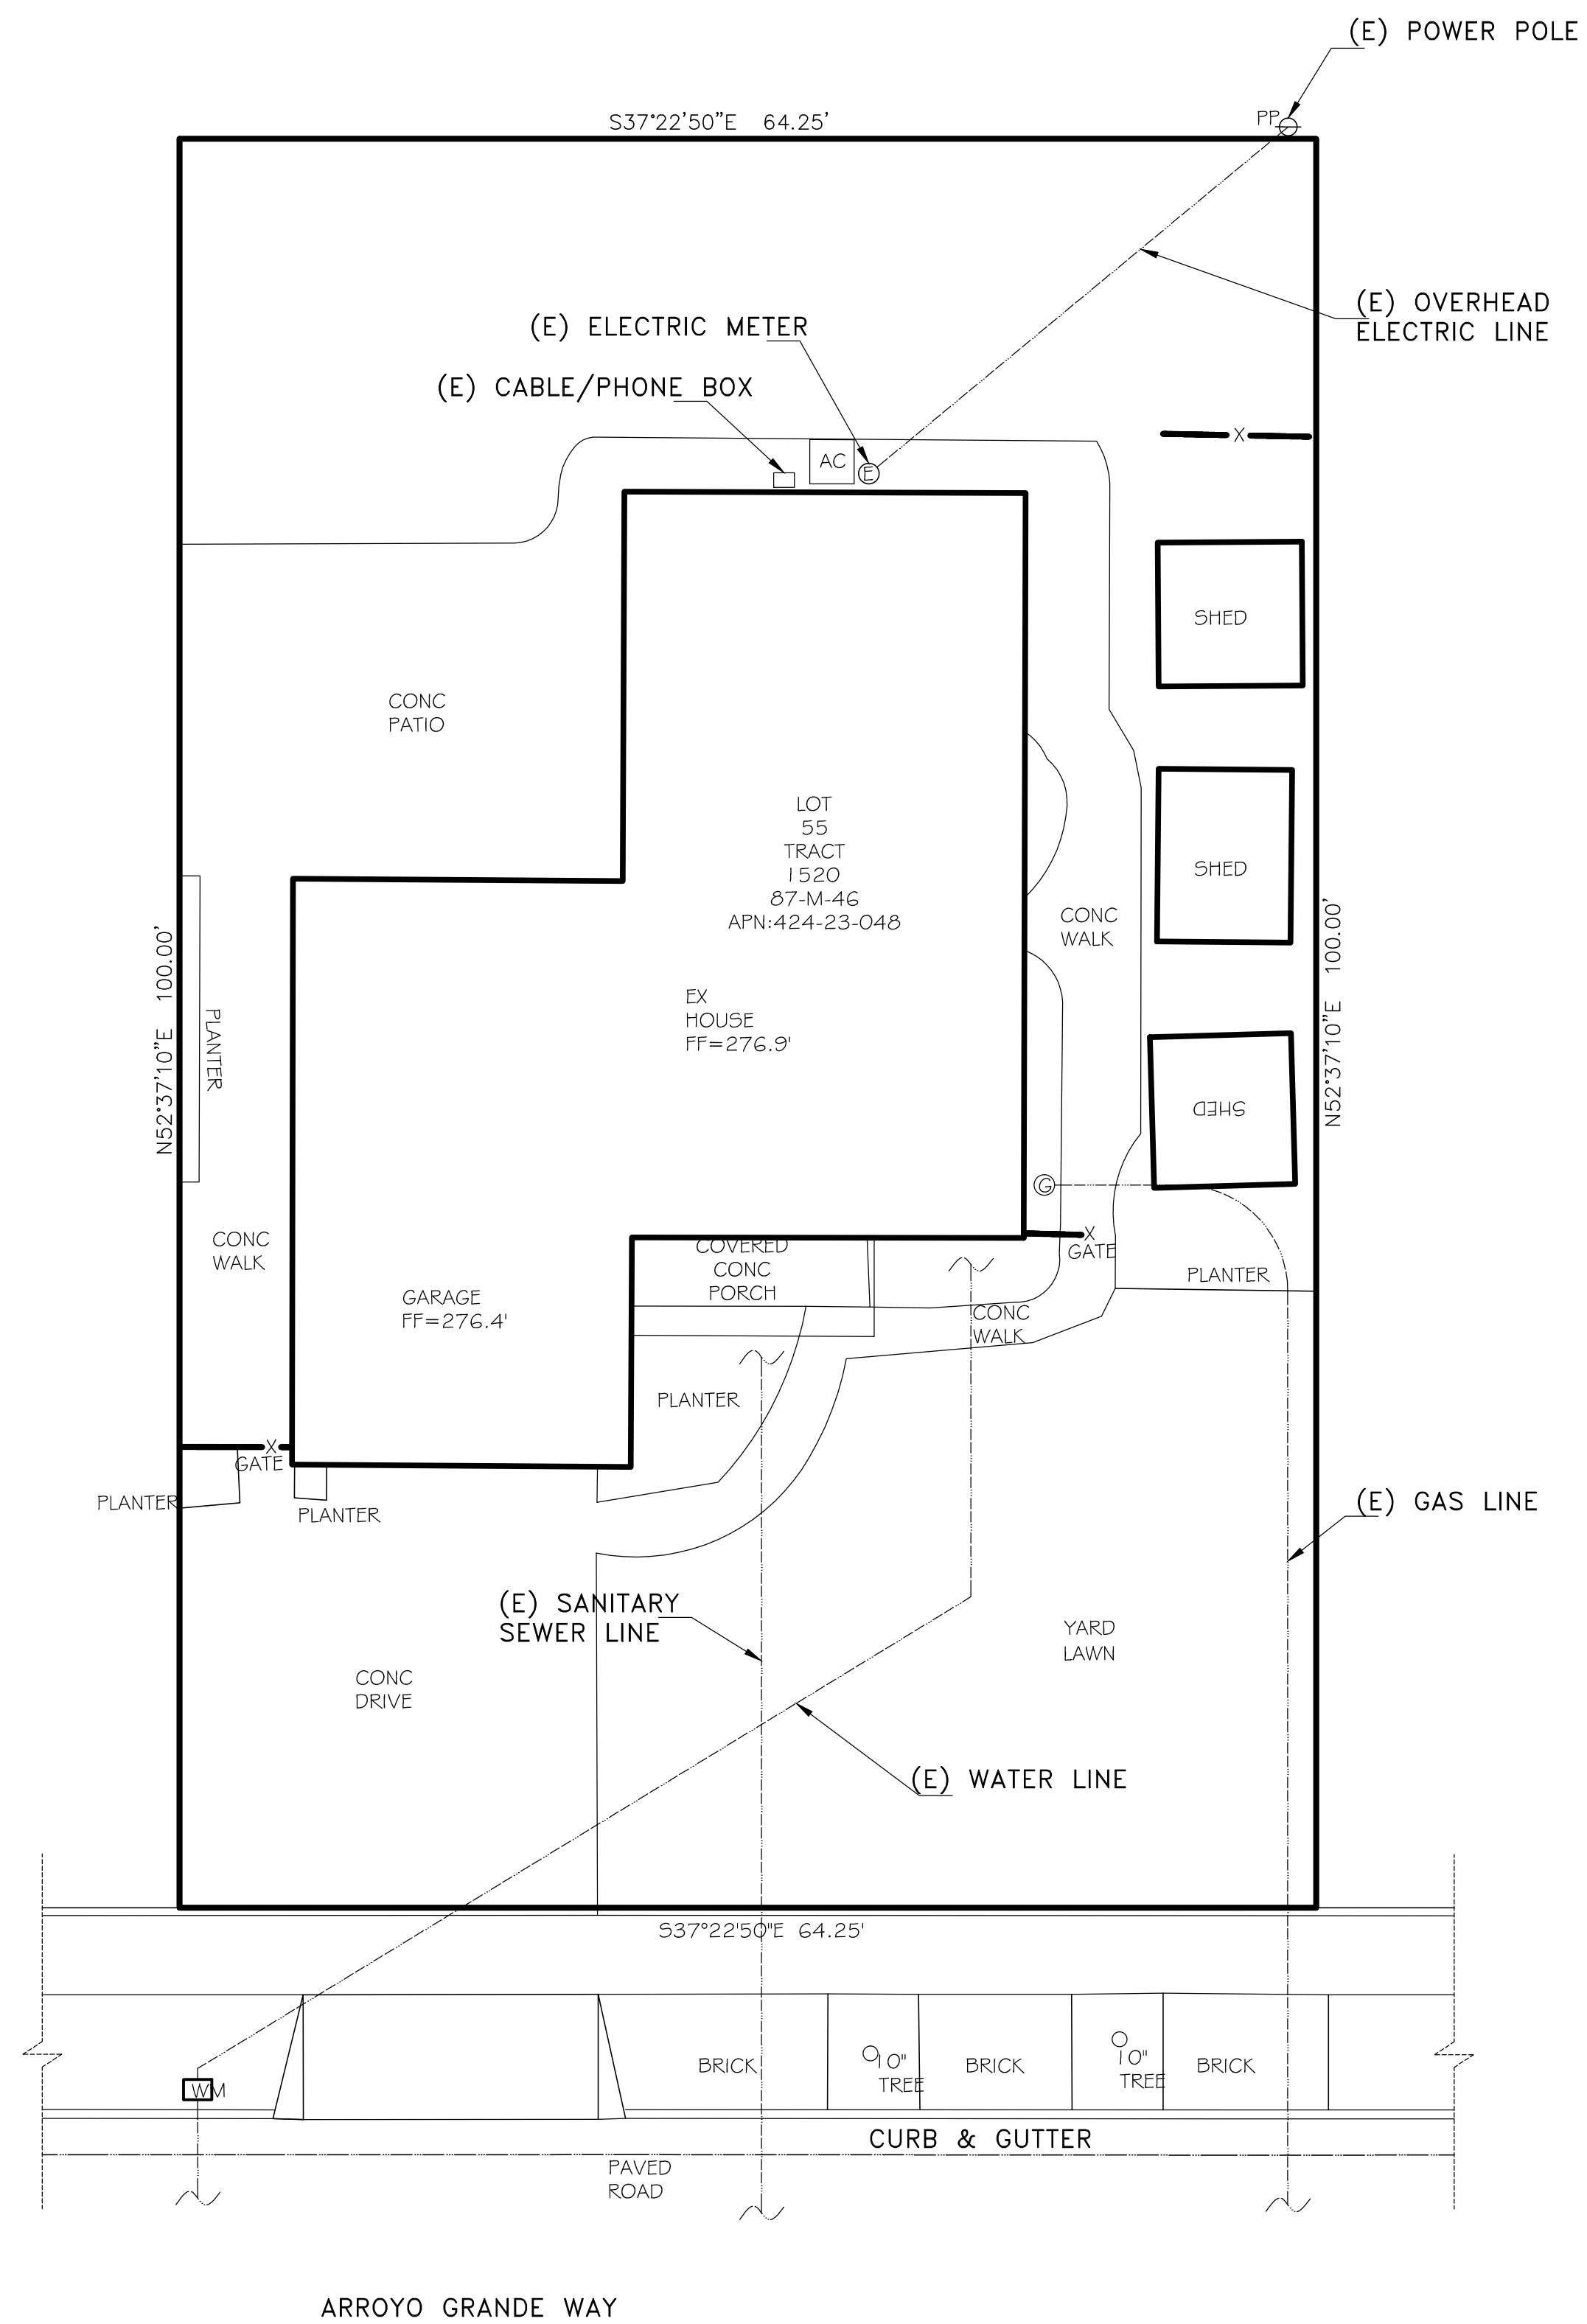 (E) POWER POLE
PP
S37°22'50"E 64.25'
(E) OVERHEAD
ELECTRIC LINE
(E) ELECTRIC METER
(E) CABLE/PHONE BOX
X
AC
E
SHED
CONC
PATIO
LOT
55
TRACT
1520
87-M-46
APN:424-23-048
SHED
CONC
WALK
N52°37'10"E 100.00'
N52°37'10"E 100.00'
PLANTER
EX
HOUSE
FF=276.9'
SHED
G
X
GATE
CONC
WALK
COVERED
CONC
PORCH
PLANTER
GARAGE
FF=276.4'
CONC
WALK
PLANTER
X
GATE
PLANTER
PLANTER
(E) GAS LINE
(E) SANITARY
SEWER LINE
YARD
LAWN
CONC
DRIVE
(E) WATER LINE
S37°22'50"E 64.25'
BRICK
10"
TREE
BRICK
10"
TREE
BRICK
WM
CURB & GUTTER
PAVED
ROAD
ARROYO GRANDE WAY